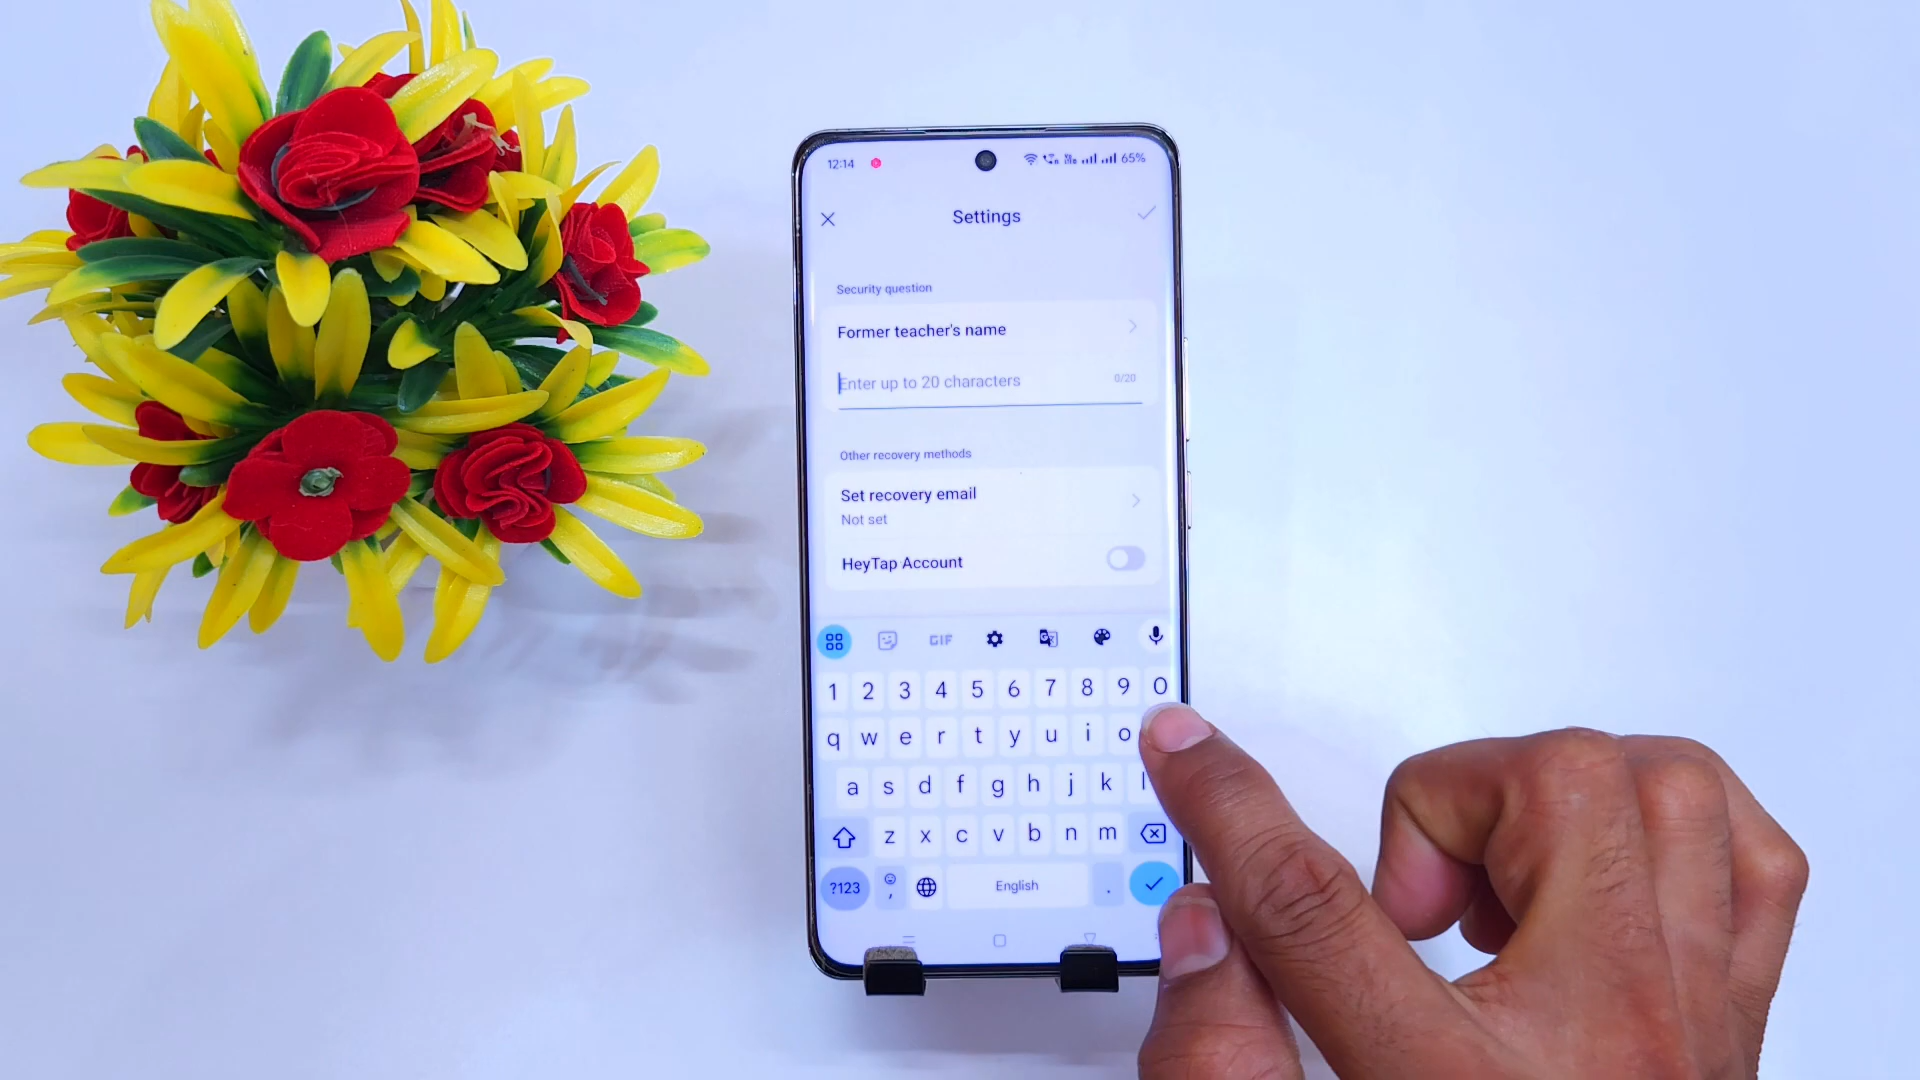 12:14 65%
Settings
Security question
Former teacher's name
Enter up to 20 characters 0/20
Other recovery methods
Set recovery email
Not set
HeyTap Account
GIF
1 2 3 4 5 6 7 8 9 0
q w e r t y u i o
a s d f g h j k l
z x c v b n m
?123 , English .